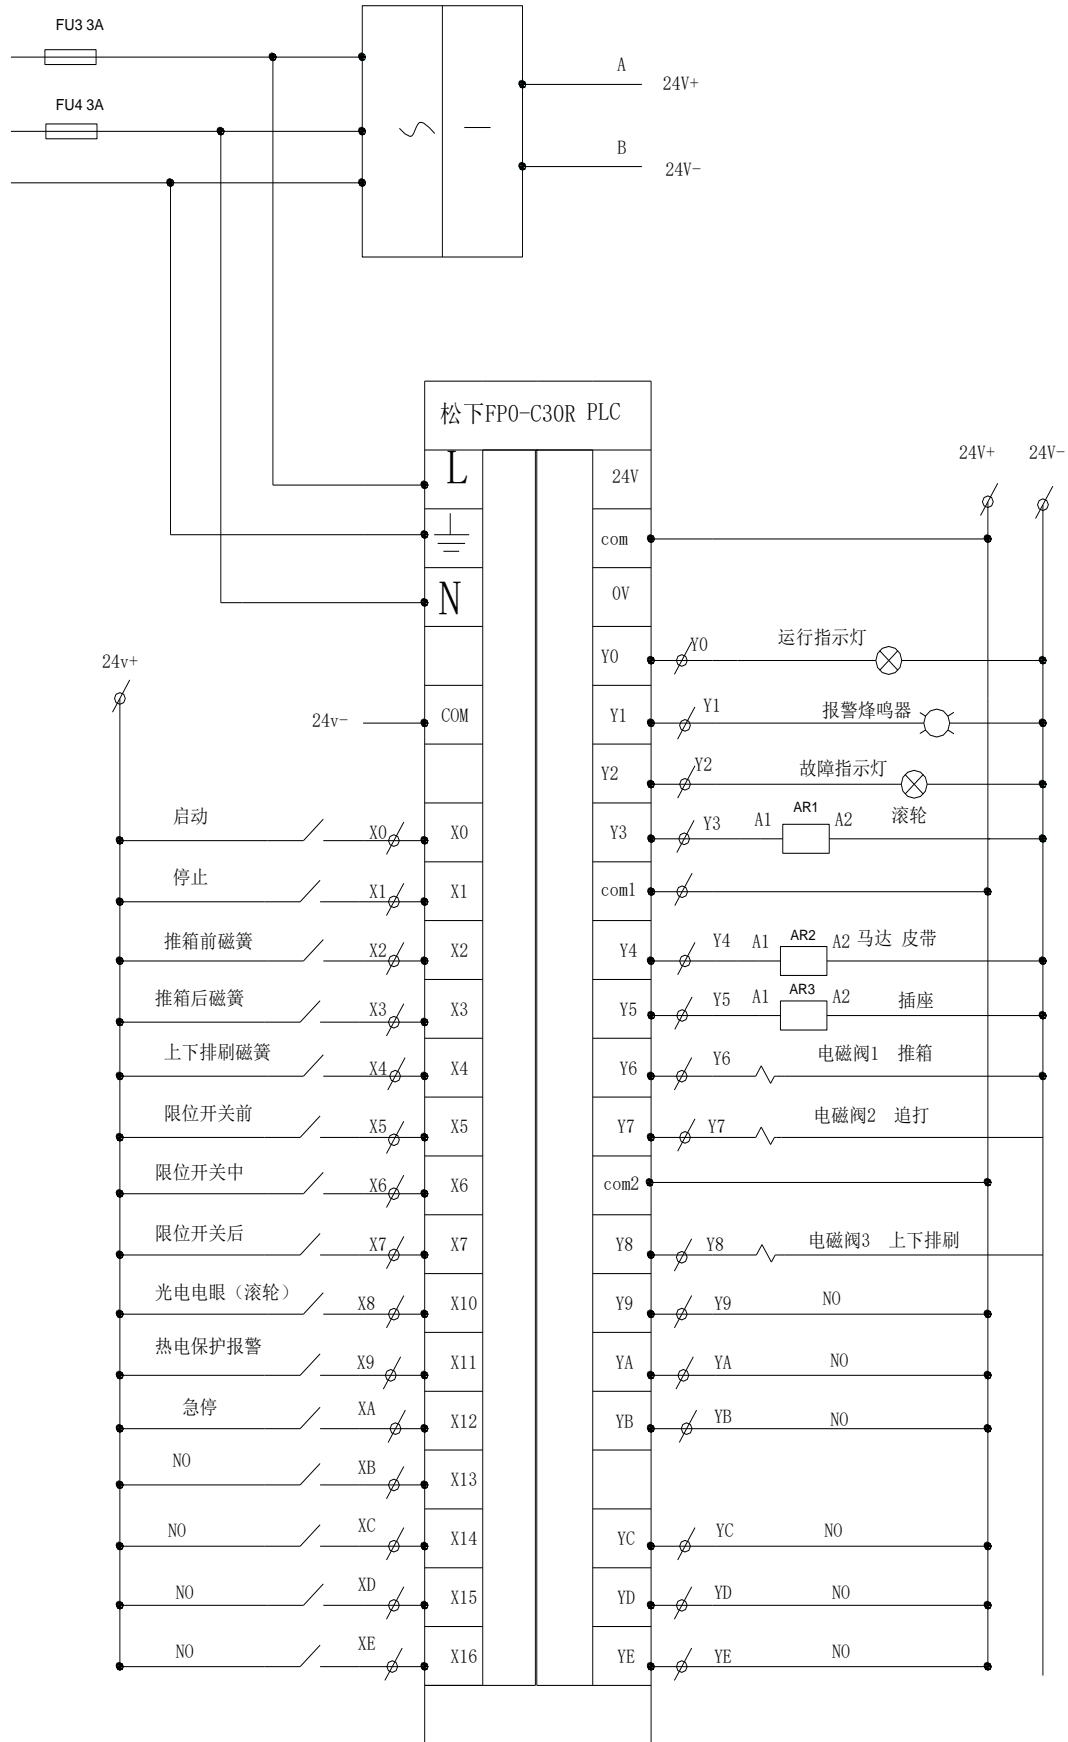 FU3 3A
A
24V+
FU4 3A
B
24V-
松下FP0-C30R PLC
24V+ 24V-
L 24V
com
N 0V
24v+
Y0 Y0 运行指示灯
24v- COM
Y1 Y1 报警烽鸣器
Y2 Y2 故障指示灯
启动 X0 X0
Y3 Y3 A1 AR1 A2 滚轮
停止 X1 X1
com1
推箱前磁簧 X2 X2
Y4 Y4 A1 AR2 A2 马达 皮带
推箱后磁簧 X3 X3
Y5 Y5 A1 AR3 A2 插座
上下排刷磁簧 X4 X4
Y6 Y6 电磁阀1 推箱
限位开关前 X5 X5
Y7 Y7 电磁阀2 追打
限位开关中 X6 X6
com2
限位开关后 X7 X7
Y8 Y8 电磁阀3 上下排刷
光电电眼（滚轮） X8 X10
Y9 Y9 NO
热电保护报警 X9 X11
YA YA NO
急停 XA X12
YB YB NO
NO XB X13
NO XC X14
YC YC NO
NO XD X15
YD YD NO
NO XE X16
YE YE NO